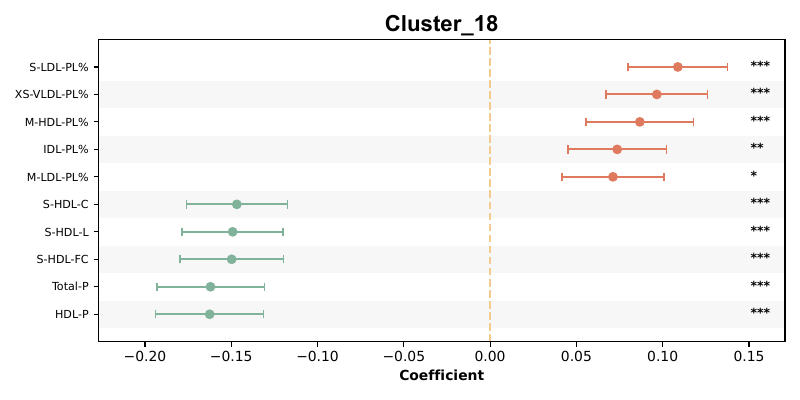 Cluster_18
S-LDL-PL% ***
XS-VLDL-PL% ***
M-HDL-PL% ***
IDL-PL% **
M-LDL-PL% *
S-HDL-C ***
S-HDL-L ***
S-HDL-FC ***
Total-P ***
HDL-P ***
−0.20 −0.15 −0.10 −0.05 0.00 0.05 0.10 0.15
Coefficient